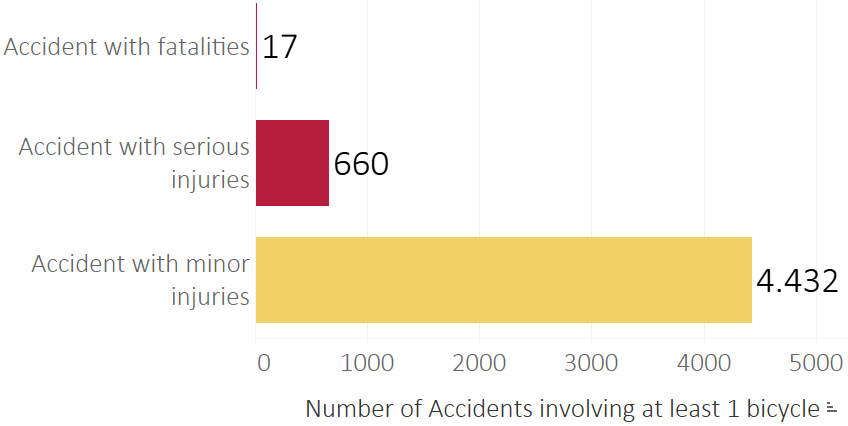 Accident with fatalities
17
Accident with serious
injuries
660
Accident with minor
injuries
4.432
0 1000 2000 3000 4000 5000
Number of Accidents involving at least 1 bicycle